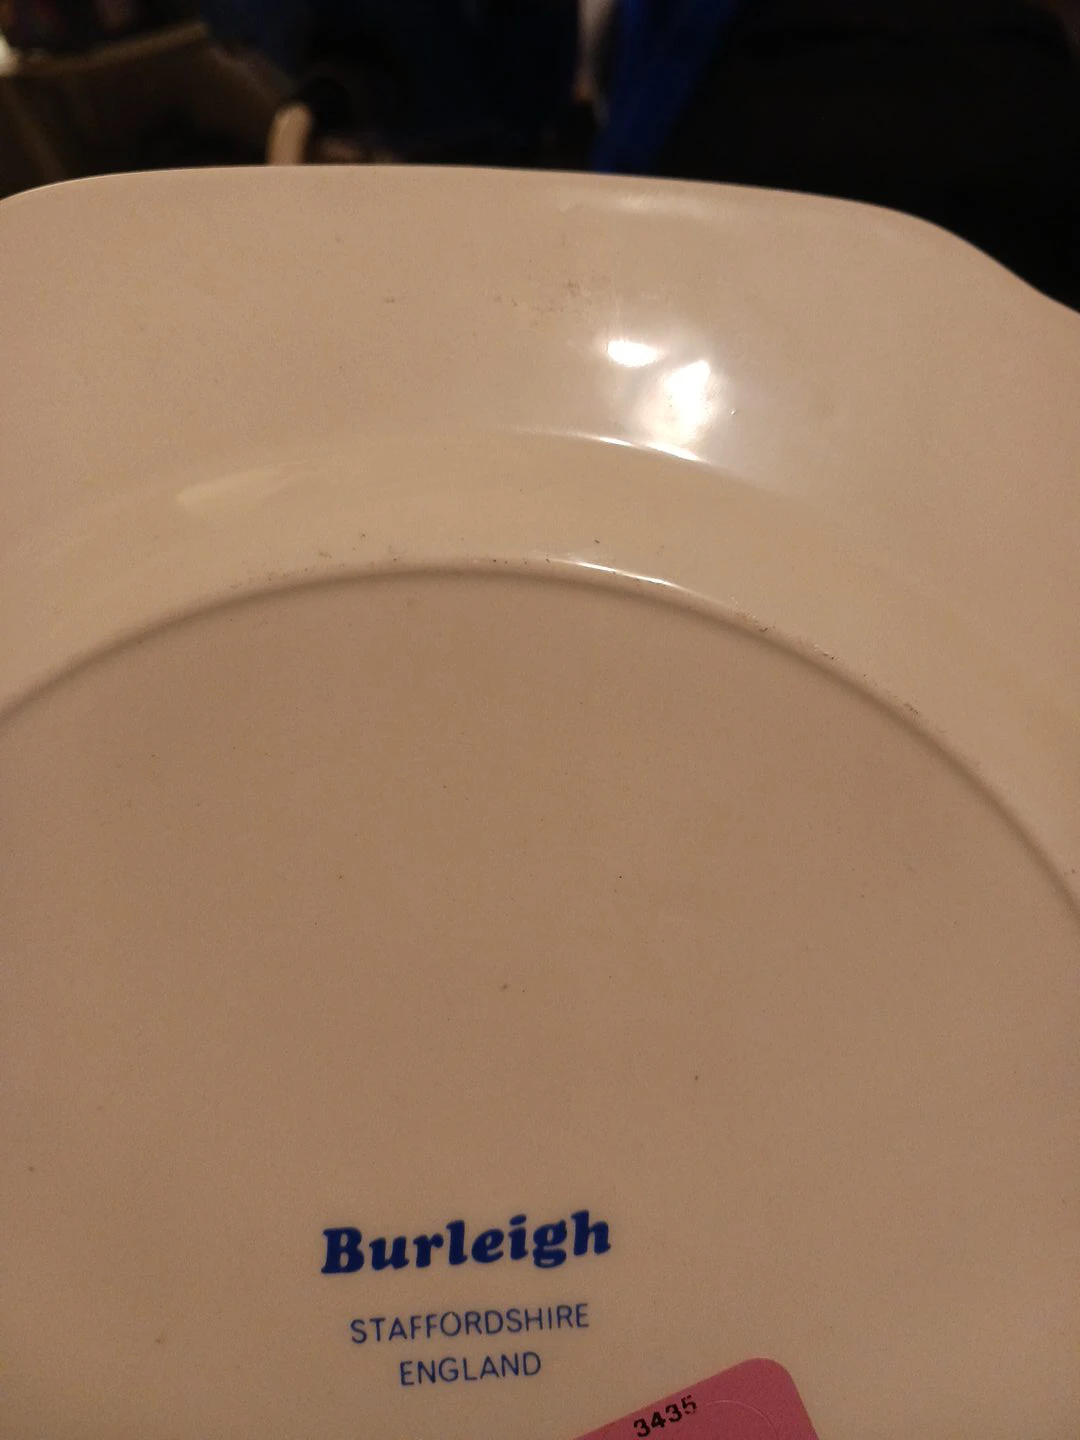 Burleigh
STAFFORDSHIRE
ENGLAND
3435